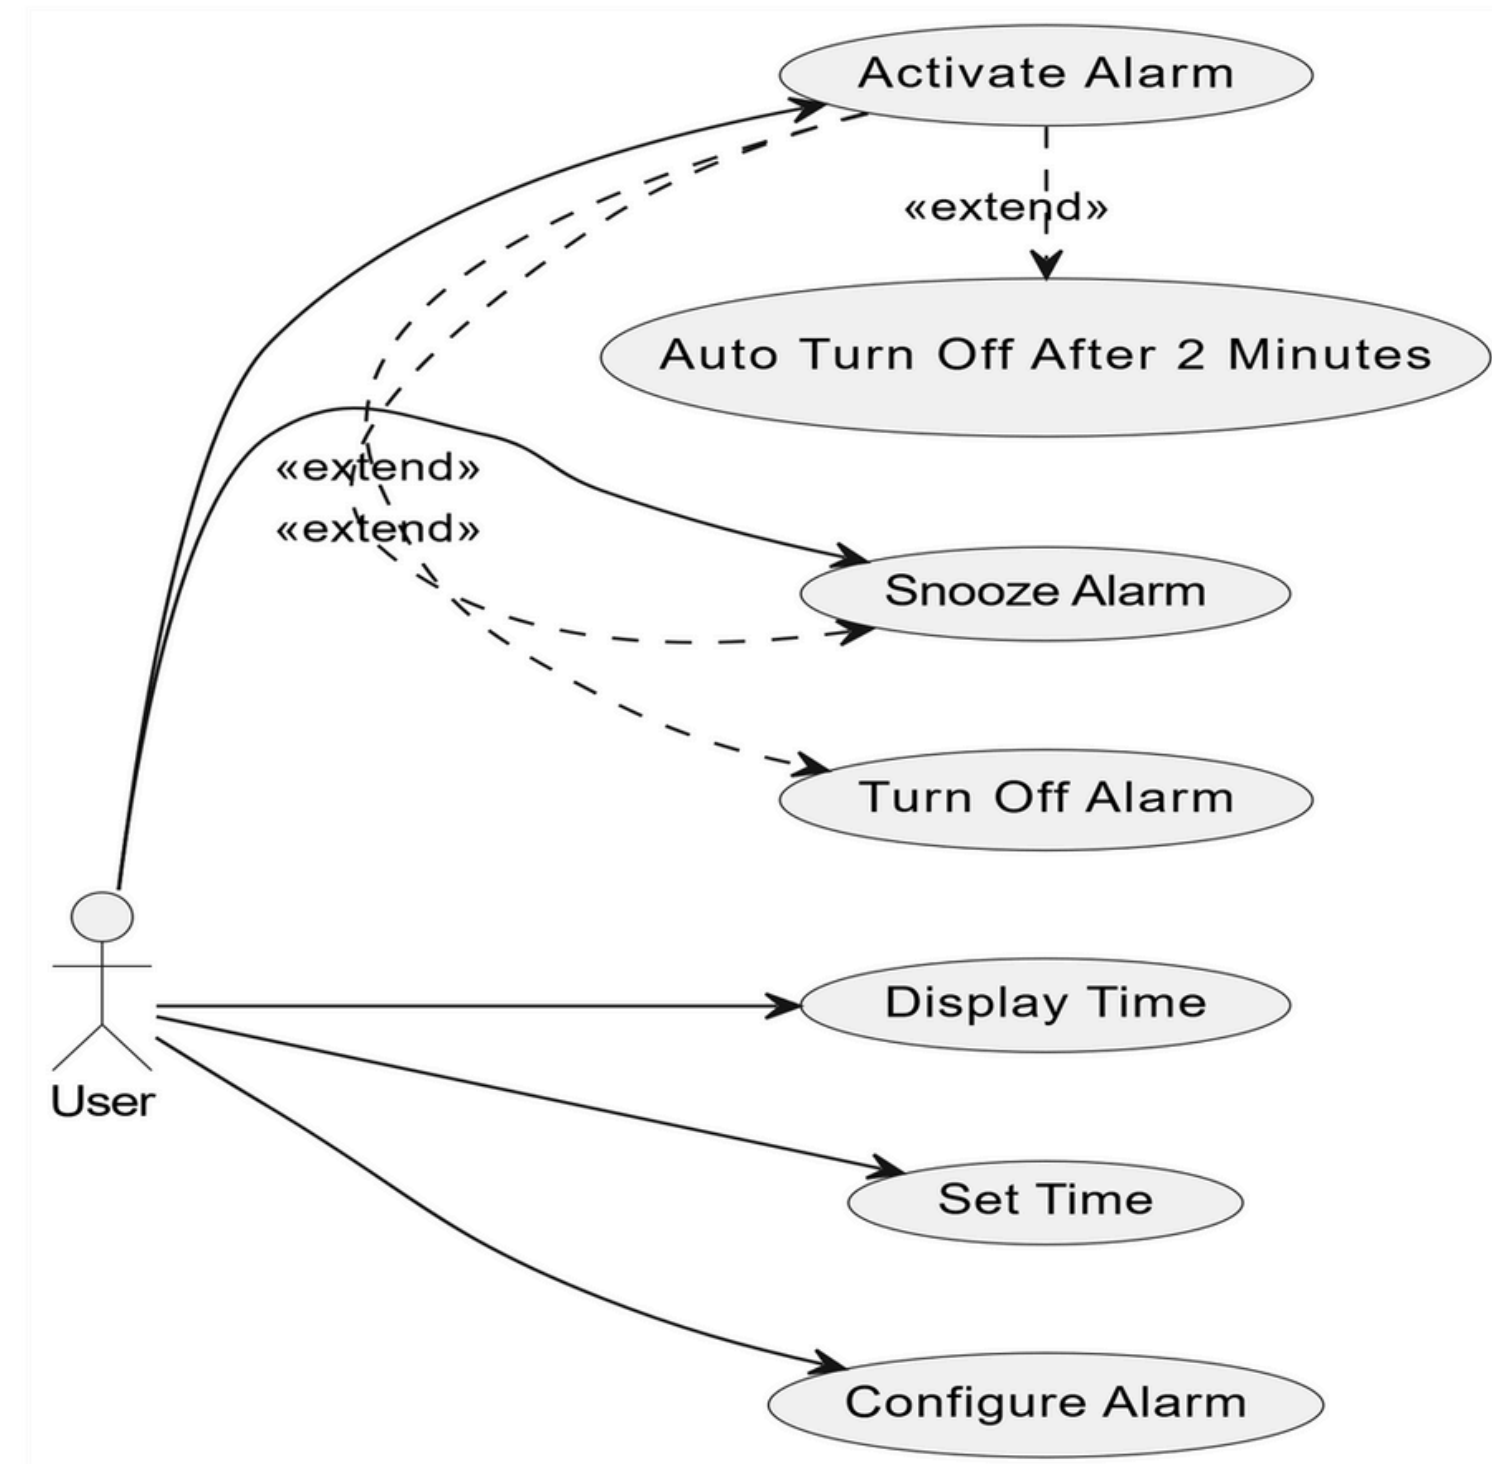 Activate Alarm
«extend»
Auto Turn Off After 2 Minutes
«extend»
«extend»
Snooze Alarm
Turn Off Alarm
Display Time
User
Set Time
Configure Alarm